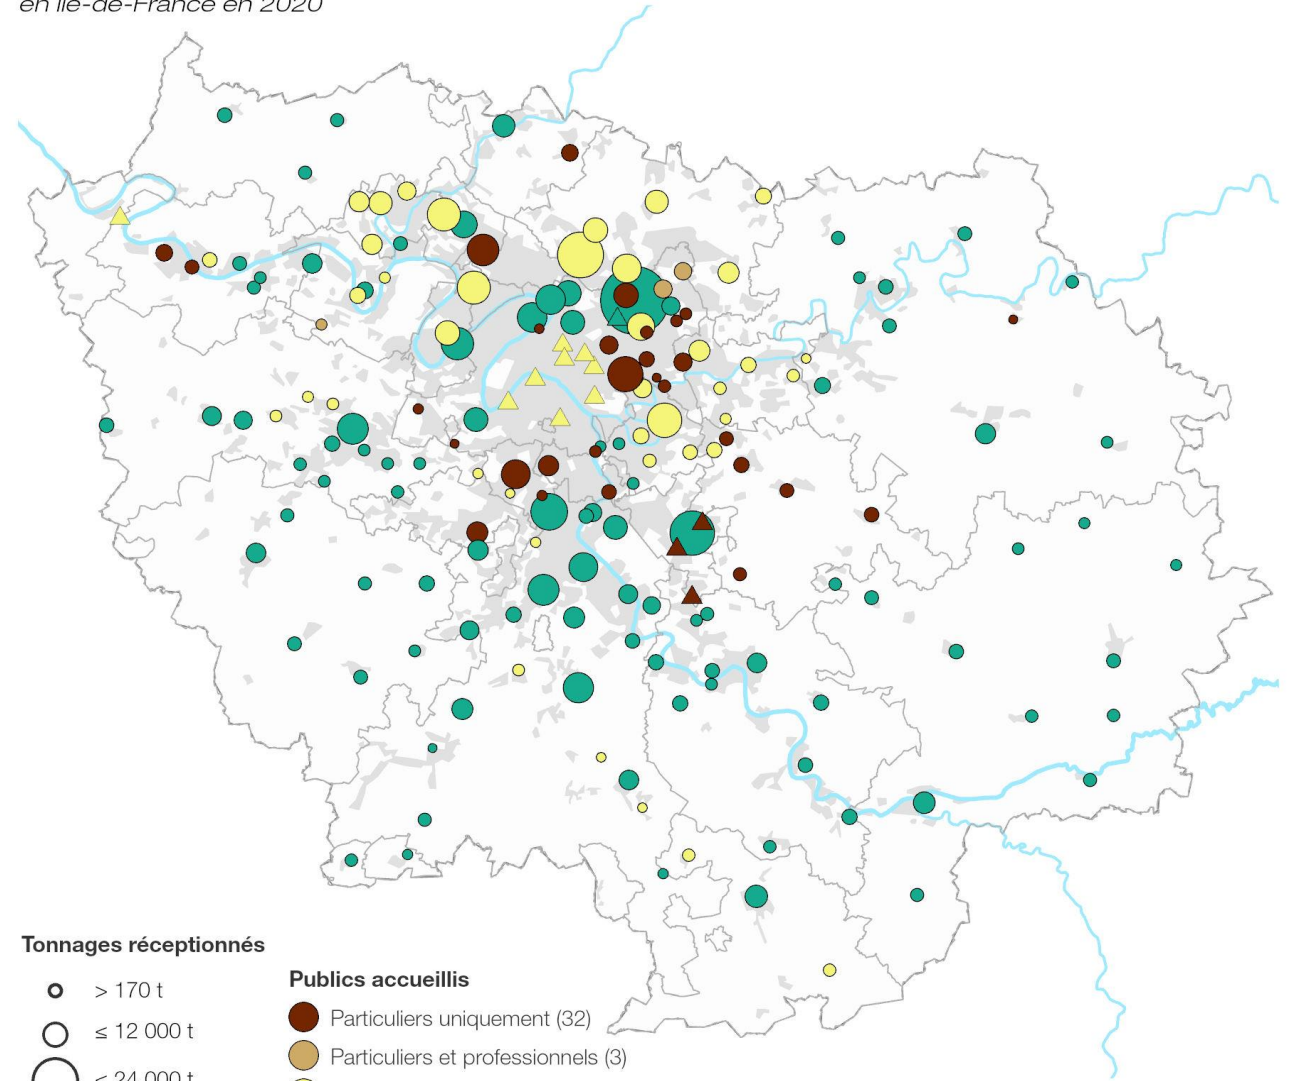 en Île-de-France en 2020
Tonnages réceptionnés
> 170 t
≤ 12 000 t
≤ 24 000 t
Publics accueillis
Particuliers uniquement (32)
Particuliers et professionnels (3)